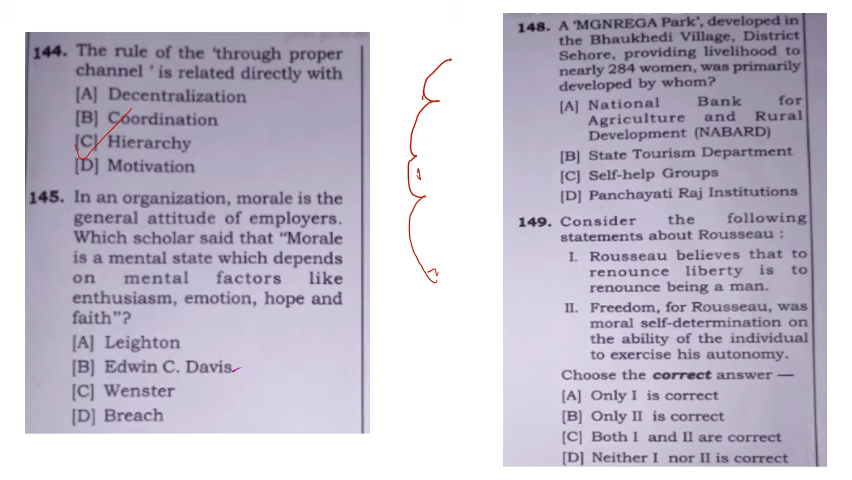 144. The rule of the 'through proper
channel ' is related directly with
[A] Decentralization
[B] Coordination
[C] Hierarchy
[D] Motivation
145. In an organization, morale is the
general attitude of employers.
Which scholar said that "Morale
is a mental state which depends
on mental factors like
enthusiasm, emotion, hope and
faith"?
[A] Leighton
[B] Edwin C. Davis
[C] Wenster
[D] Breach
148. A 'MGNREGA Park', developed in
the Bhaukhedi Village, District
Sehore, providing livelihood to
nearly 284 women, was primarily
developed by whom?
[A] National Bank for
Agriculture and Rural
Development (NABARD)
[B] State Tourism Department
[C] Self-help Groups
[D] Panchayati Raj Institutions
149. Consider the following
statements about Rousseau :
I. Rousseau believes that to
renounce liberty is to
renounce being a man.
II. Freedom, for Rousseau, was
moral self-determination on
the ability of the individual
to exercise his autonomy.
Choose the correct answer —
[A] Only I is correct
[B] Only II is correct
[C] Both I and II are correct
[D] Neither I nor II is correct